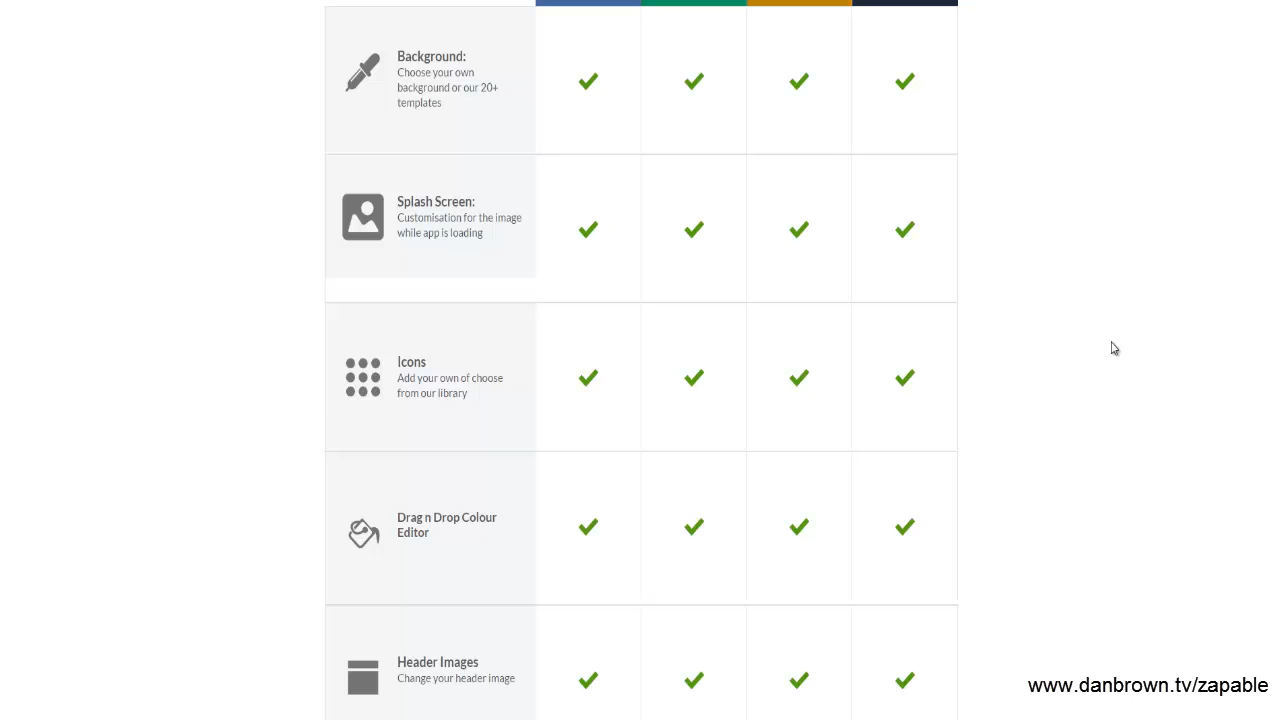 Background:
Choose your own
background or our 20+
templates
Splash Screen:
Customisation for the image
while app is loading
Icons
Add your own of choose
from our library
Drag n Drop Colour
Editor
Header Images
Change your header image
www.danbrown.tv/zapable